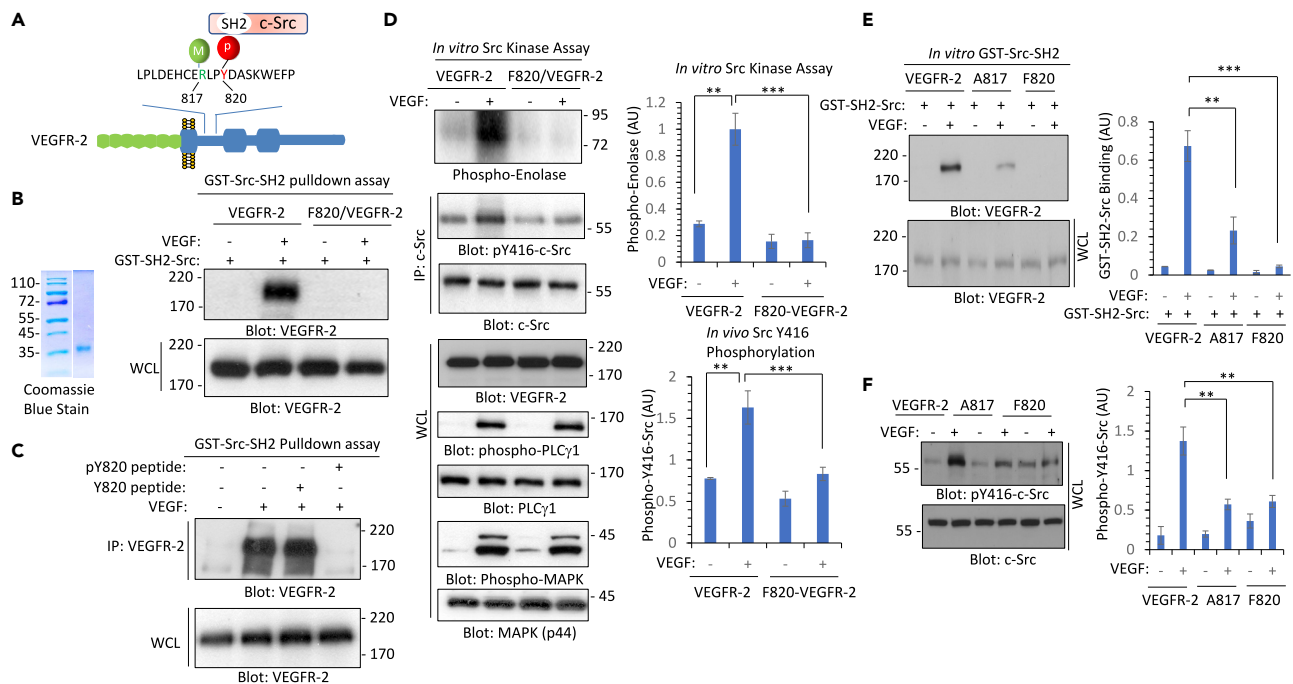 A
SH2 c-Src
M p
LPLDEHCERLPYDASKWEFP
817 820
VEGFR-2
B
GST-Src-SH2 pulldown assay
VEGFR-2 F820/VEGFR-2
VEGF: - + - +
GST-SH2-Src: + + + +
110-
90-
72-
55-
45-
35-
Coomassie
Blue Stain
220 -
170 -
Blot: VEGFR-2
WCL
220 -
170 -
Blot: VEGFR-2
C
GST-Src-SH2 Pulldown assay
pY820 peptide: - - - +
Y820 peptide: - - + -
VEGF: - + + +
IP: VEGFR-2
- 220
- 170
Blot: VEGFR-2
WCL
- 220
- 170
Blot: VEGFR-2
D
In vitro Src Kinase Assay
VEGFR-2 F820/VEGFR-2
VEGF: - + - +
- 95
- 72
Phospho-Enolase
IP: c-Src
- 55
Blot: pY416-c-Src
- 55
Blot: c-Src
WCL
- 220
- 170
Blot: VEGFR-2
- 170
Blot: phospho-PLCγ1
- 170
Blot: PLCγ1
- 45
Blot: Phospho-MAPK
- 45
Blot: MAPK (p44)
In vitro Src Kinase Assay
** ***
Phospho-Enolase (AU)
1.2
1
0.8
0.6
0.4
0.2
0
VEGF: - + - +
VEGFR-2 F820-VEGFR-2
In vivo Src Y416
Phosphorylation
** ***
Phospho-Y416-Src (AU)
2
1.5
1
0.5
0
VEGF: - + - +
VEGFR-2 F820-VEGFR-2
E
In vitro GST-Src-SH2
VEGFR-2 A817 F820
GST-SH2-Src: + + + + + +
VEGF: - + - + - +
220 -
170 -
Blot: VEGFR-2
WCL
170 -
Blot: VEGFR-2
***
**
GST-SH2-Src Binding (AU)
0.8
0.6
0.4
0.2
0
VEGF: - + - + - +
GST-SH2-Src: + + + + + +
VEGFR-2 A817 F820
F
VEGFR-2 A817 F820
VEGF: - + - + - +
55 -
Blot: pY416-c-Src
WCL
55 -
Blot: c-Src
**
**
Phospho-Y416-Src (AU)
2
1.5
1
0.5
0
VEGF: - + - + - +
VEGFR-2 A817 F820